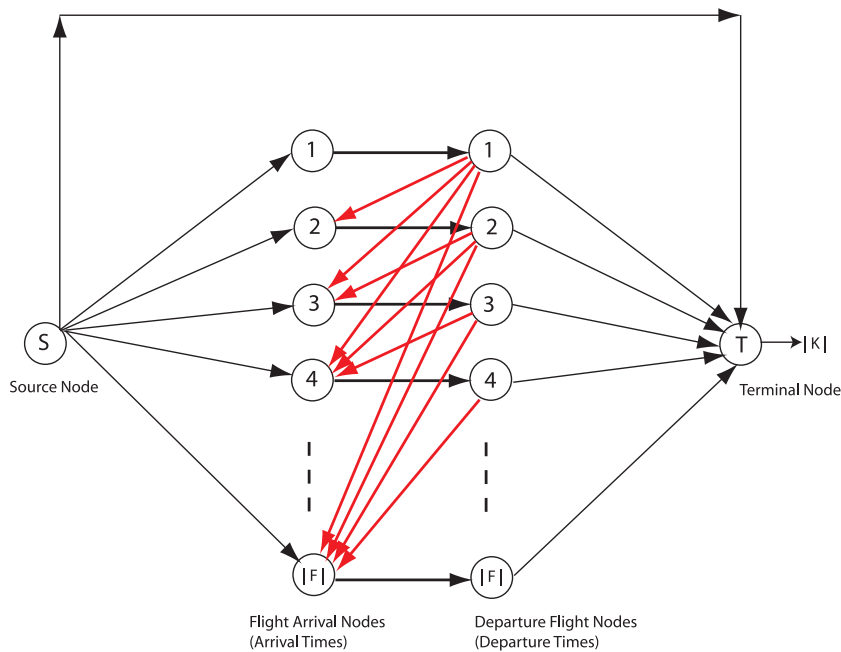 1
1
2
2
3
3
S
T
|K|
Source Node
4
4
Terminal Node
|F|
|F|
Flight Arrival Nodes
(Arrival Times)
Departure Flight Nodes
(Departure Times)